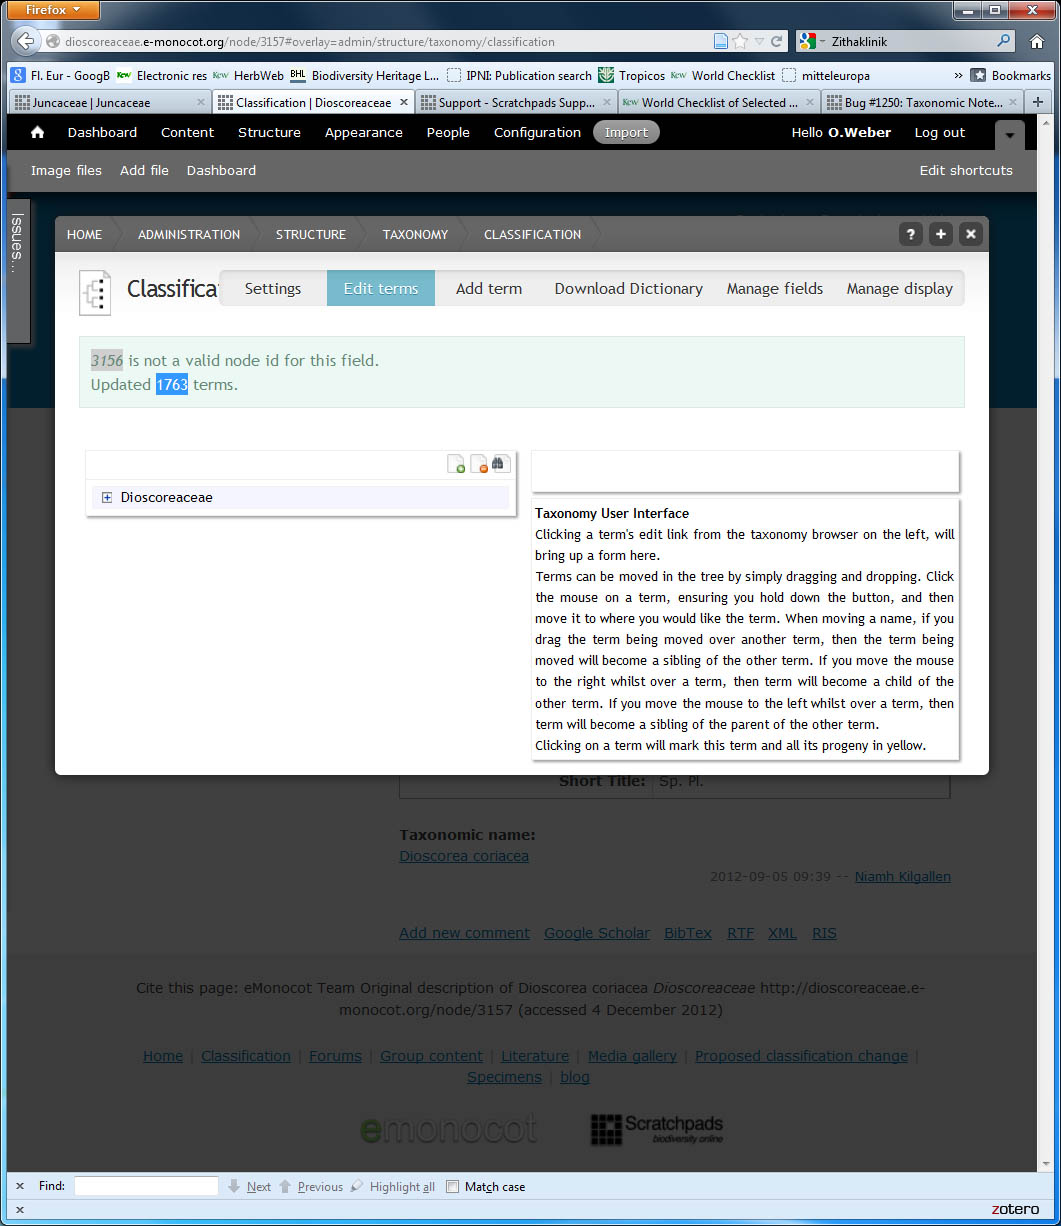 Firefox
dioscoreaceae.e-monocot.org/node/3157#overlay=admin/structure/taxonomy/classification
Zithaklinik
Fl. Eur - GoogB Electronic res HerbWeb BHL Biodiversity Heritage L... IPNI: Publication search Tropicos World Checklist mitteleuropa » Bookmarks
Juncaceae | Juncaceae
Classification | Dioscoreaceae
Support - Scratchpads Supp...
World Checklist of Selected ...
Bug #1250: Taxonomic Note...
Dashboard Content Structure Appearance People Configuration Import Hello O.Weber Log out
Image files Add file Dashboard Edit shortcuts
Issues...
HOME ADMINISTRATION STRUCTURE TAXONOMY CLASSIFICATION ? + ×
Classifica Settings Edit terms Add term Download Dictionary Manage fields Manage display
3156 is not a valid node id for this field.
Updated 1763 terms.
Dioscoreaceae
Taxonomy User Interface
Clicking a term's edit link from the taxonomy browser on the left, will
bring up a form here.
Terms can be moved in the tree by simply dragging and dropping. Click
the mouse on a term, ensuring you hold down the button, and then
move it to where you would like the term. When moving a name, if you
drag the term being moved over another term, then the term being
moved will become a sibling of the other term. If you move the mouse
to the right whilst over a term, then term will become a child of the
other term. If you move the mouse to the left whilst over a term, then
term will become a sibling of the parent of the other term.
Clicking on a term will mark this term and all its progeny in yellow.
Short Title: Sp. Pl.
Taxonomic name:
Dioscorea coriacea
2012-09-05 09:39 -- Niamh Kilgallen
Add new comment Google Scholar BibTex RTF XML RIS
Cite this page: eMonocot Team Original description of Dioscorea coriacea Dioscoreaceae http://dioscoreaceae.e-
monocot.org/node/3157 (accessed 4 December 2012)
Home | Classification | Forums | Group content | Literature | Media gallery | Proposed classification change |
Specimens | blog
emonocot
Scratchpads
biodiversity online
× Find: Next Previous Highlight all Match case
× zotero